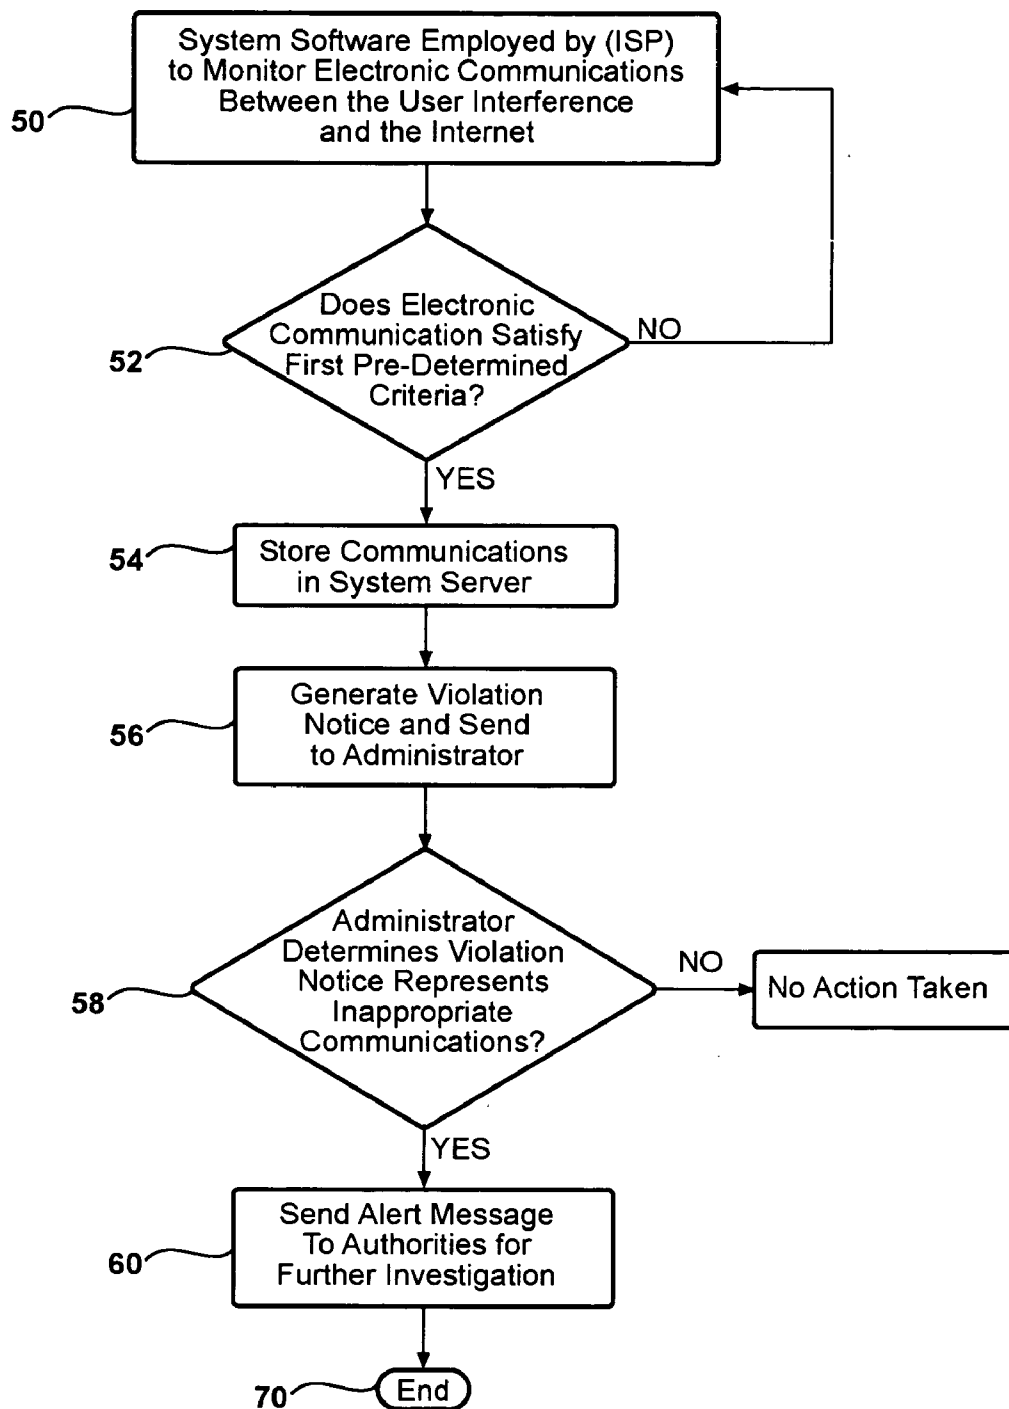 System Software Employed by (ISP)
to Monitor Electronic Communications
Between the User Interference
and the Internet
50
Does Electronic
Communication Satisfy
First Pre-Determined
Criteria?
52
NO
YES
54
Store Communications
in System Server
Generate Violation
Notice and Send
to Administrator
56
Administrator
Determines Violation
Notice Represents
Inappropriate
Communications?
58
NO
No Action Taken
YES
Send Alert Message
To Authorities for
Further Investigation
60
End
70